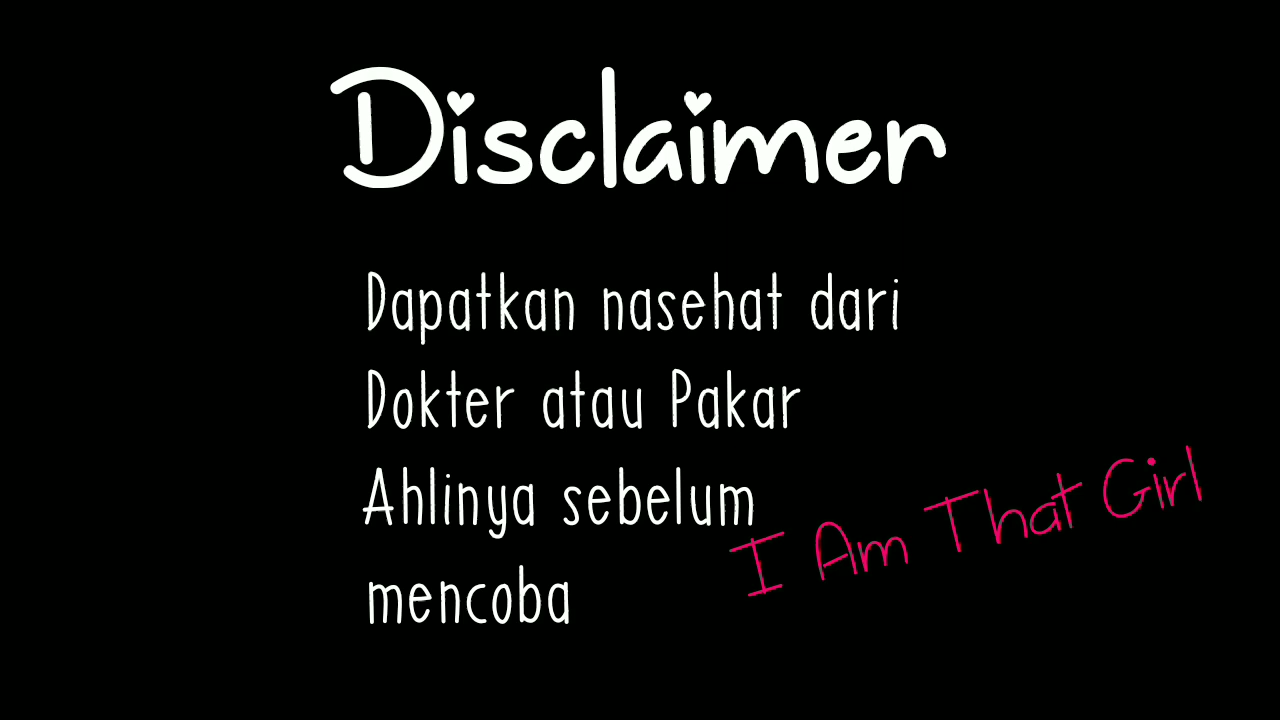 Disclaimer
Dapatkan nasehat dari
Dokter atau Pakar
Ahlinya sebelum
mencoba
I Am That Girl